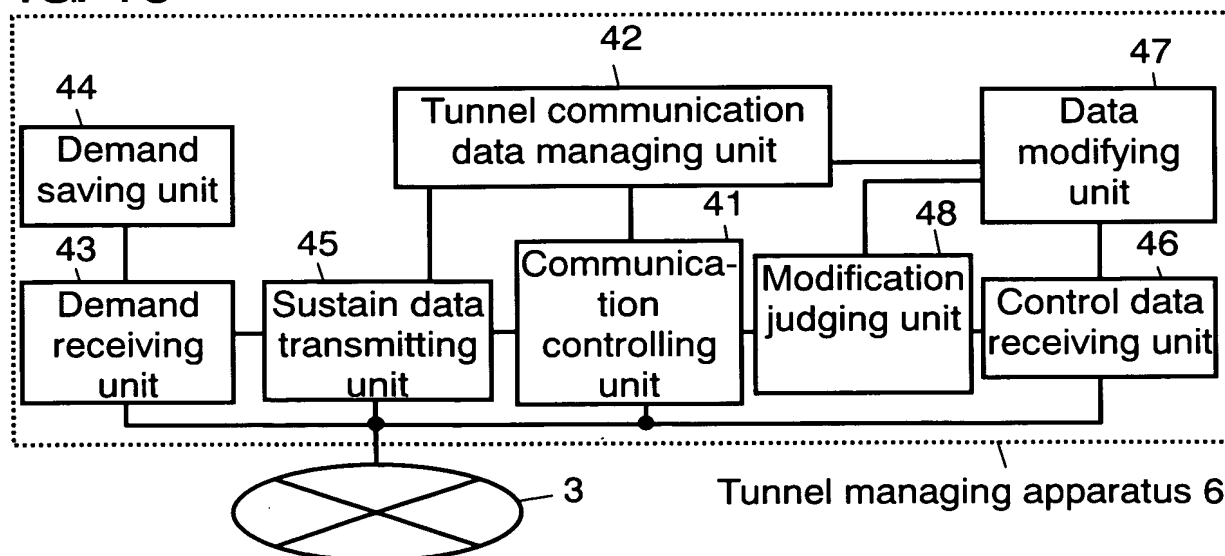 42
47
44
Tunnel communication
data managing unit
Data
modifying
unit
Demand
saving unit
41
48
43
45
46
Communica-
tion
controlling
unit
Modification
judging unit
Demand
receiving
unit
Sustain data
transmitting
unit
Control data
receiving unit
3
Tunnel managing apparatus 6